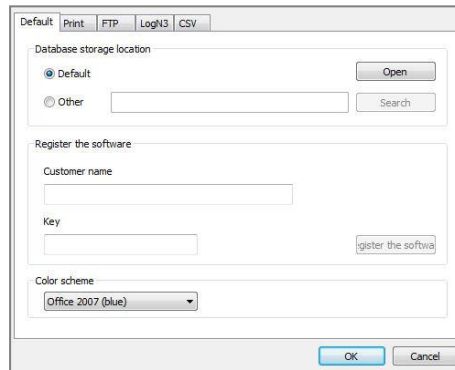 Default Print FTP LogN3 CSV
Database storage location
Default Open
Other Search
Register the software
Customer name
Key
gister the softwa
Color scheme
Office 2007 (blue)
OK Cancel